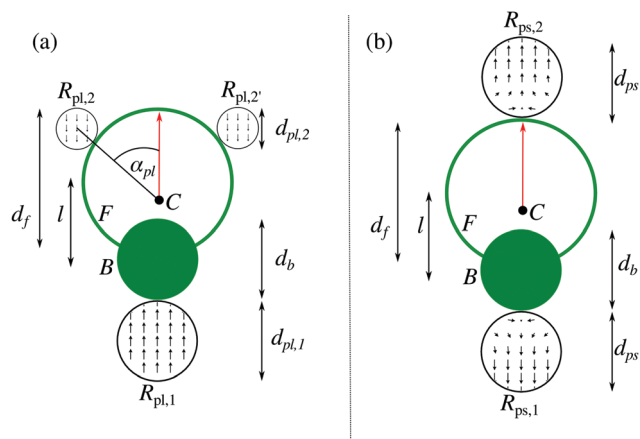 (a)
R_pl,2
R_pl,2'
d_pl,2
α_pl
d_f
l
F
C
B
d_b
d_pl,1
R_pl,1
(b)
R_ps,2
d_ps
d_f
l
F
C
B
d_b
d_ps
R_ps,1